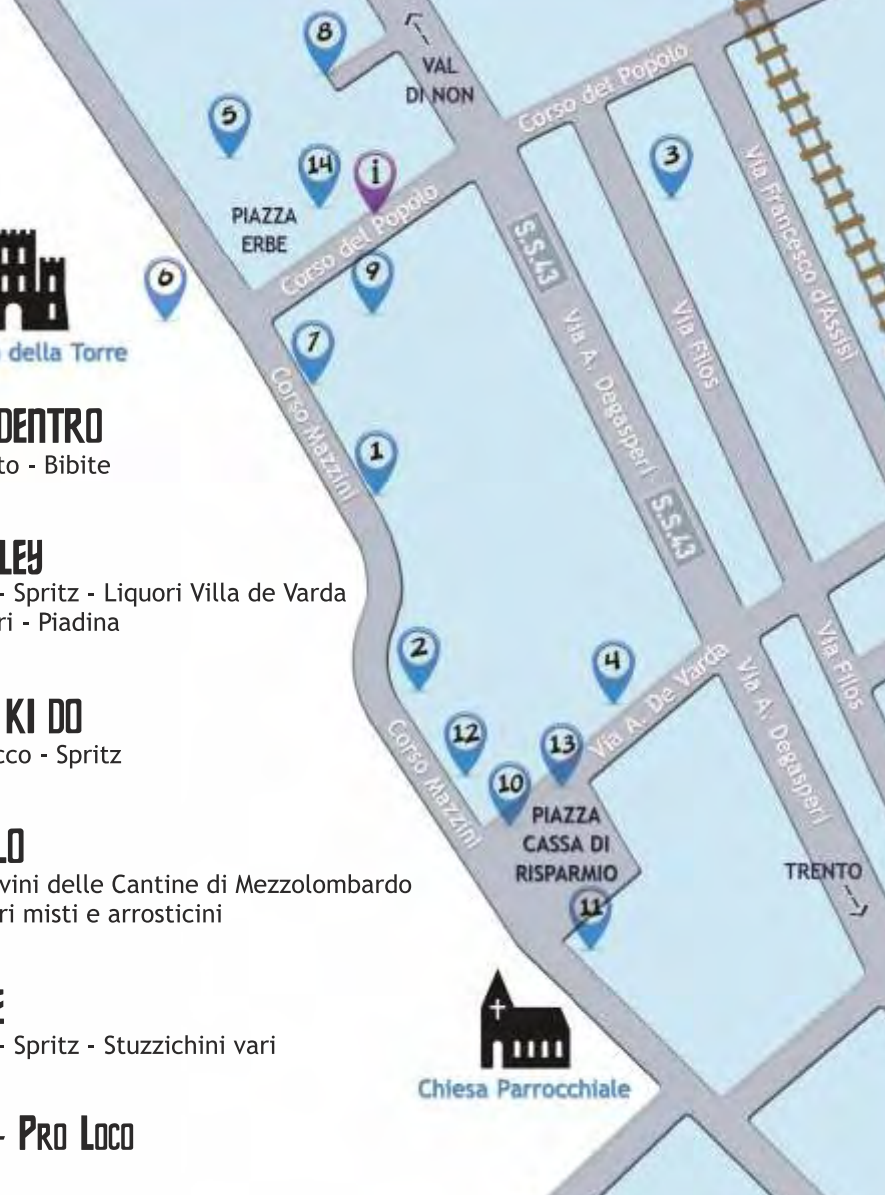 8
VAL
DI NON
Corso del Popolo
5
14
i
3
PIAZZA
ERBE
Corso del Popolo
Via Francesco d'Assisi
S.S.43
6
9
della Torre
7
Via A. Degasperi
Via Filos
Corso Mazzini
DENTRO
to - Bibite
1
S.S.43
LEY
- Spritz - Liquori Villa de Varda
ri - Piadina
2
4
Via A. De Varda
Via Filos
Via A. Degasperi
KI DO
cco - Spritz
12
13
Corso Mazzini
10
PIAZZA
CASSA DI
RISPARMIO
TRENTO
LO
vini delle Cantine di Mezzolombardo
ri misti e arrosticini
11
E
- Spritz - Stuzzichini vari
Chiesa Parrocchiale
- PRO LOCO